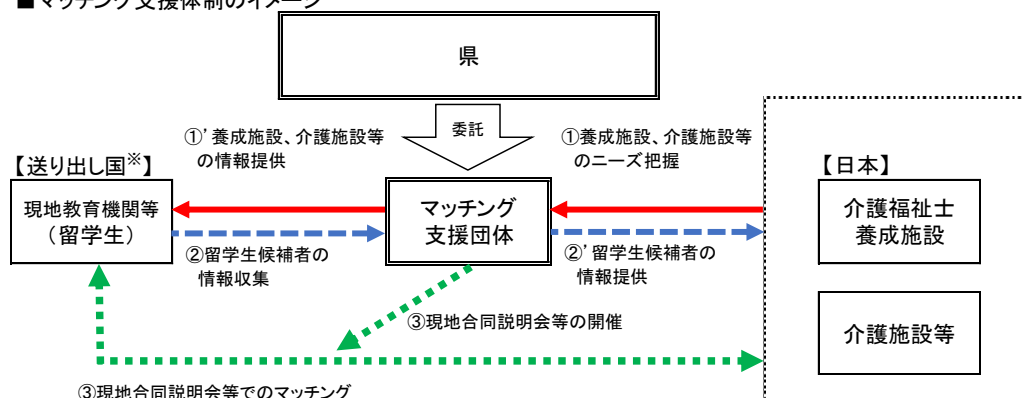 ■マッチング支援体制のイメージ
県
委託
①’養成施設、介護施設等
の情報提供
①養成施設、介護施設等
のニーズ把握
【送り出し国※】
【日本】
現地教育機関等
（留学生）
マッチング
支援団体
介護福祉士
養成施設
②留学生候補者の
情報収集
②’留学生候補者の
情報提供
③現地合同説明会等の開催
介護施設等
③現地合同説明会等でのマッチング